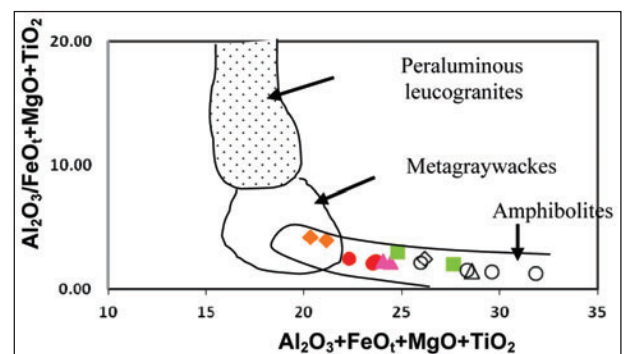 Al₂O₃/FeOₜ+MgO+TiO₂
20.00
10.00
0.00
Peraluminous
leucogranites
Metagraywackes
Amphibolites
10
15
20
25
30
35
Al₂O₃+FeOₜ+MgO+TiO₂